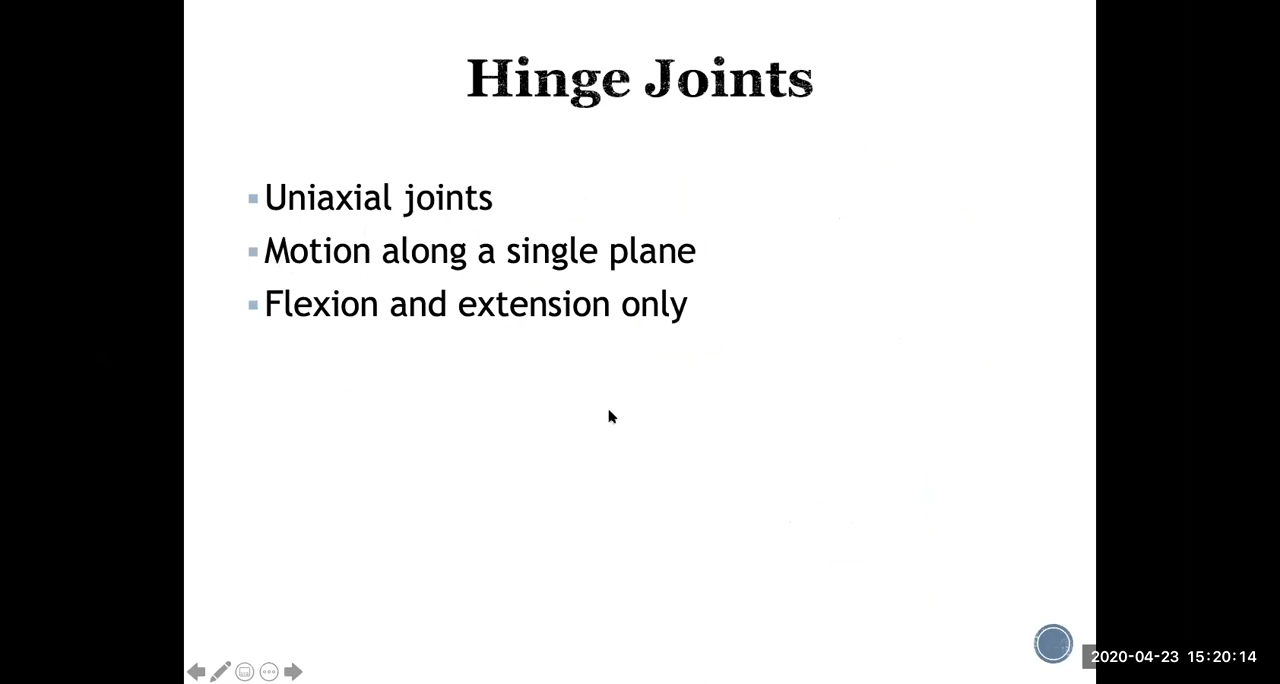 Hinge Joints
Uniaxial joints
Motion along a single plane
Flexion and extension only
2020-04-23 15:20:14